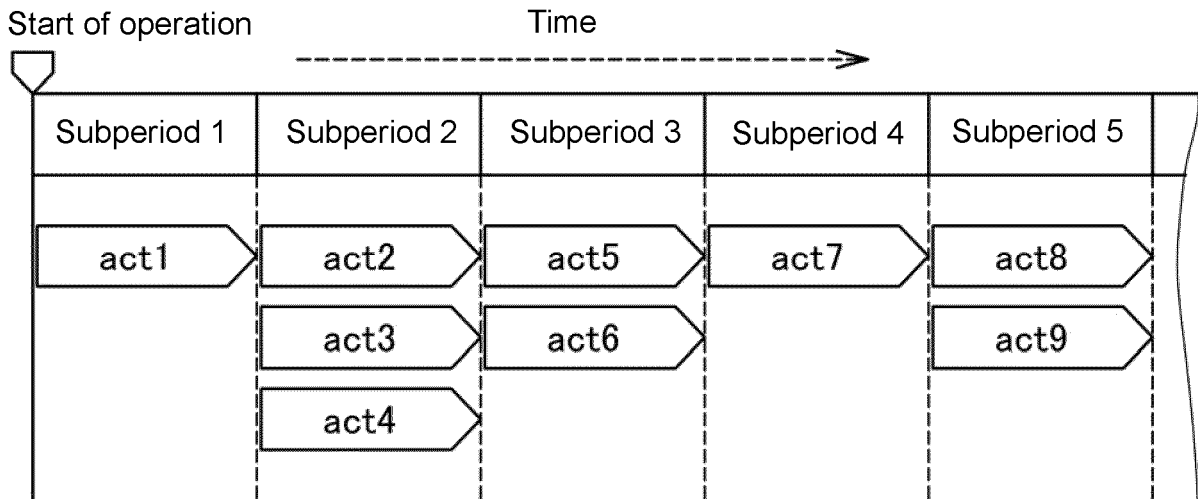 Start of operation
Time
Subperiod 1
Subperiod 2
Subperiod 3
Subperiod 4
Subperiod 5
act1
act2
act5
act7
act8
act3
act6
act9
act4